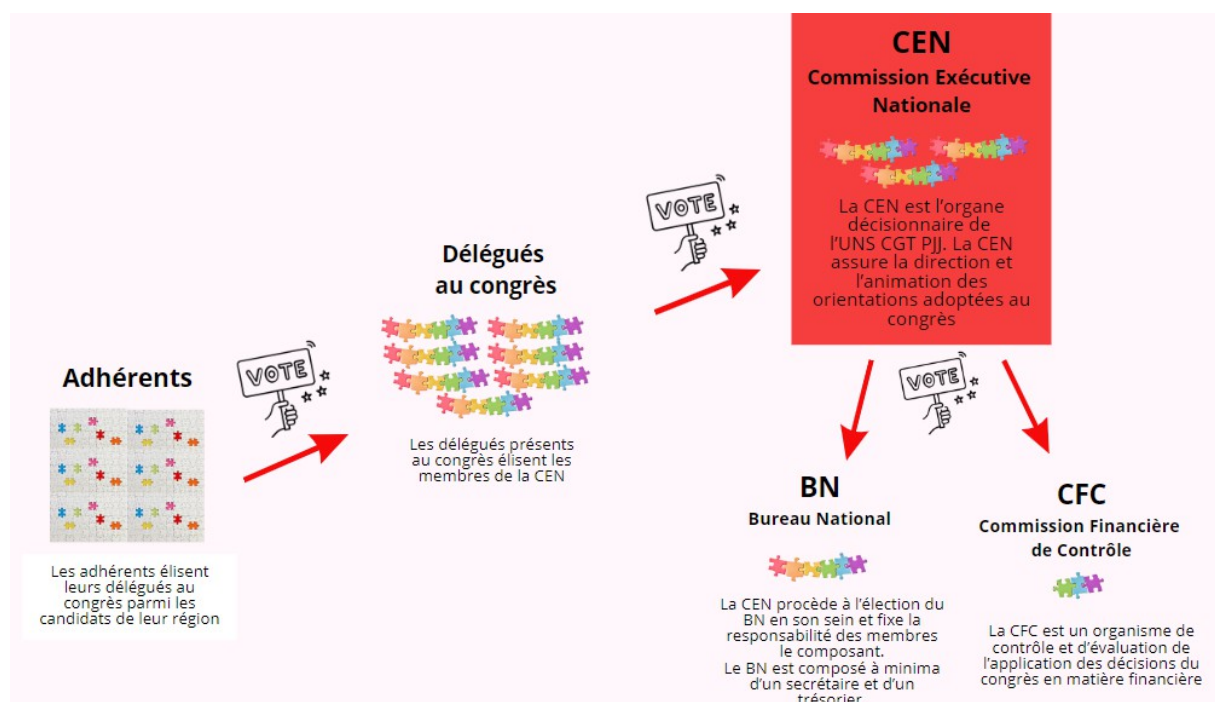 Adhérents
Les adhérents élisent
leurs délégués au
congrès parmi les
candidats de leur région
VOTE
Délégués
au congrès
Les délégués présents
au congrès élisent les
membres de la CEN
VOTE
CEN
Commission Exécutive
Nationale
La CEN est l'organe
décisionnaire de
l'UNS CGT PJJ. La CEN
assure la direction et
l'animation des
orientations adoptées au
congrès
VOTE
BN
Bureau National
La CEN procède à l'élection du
BN en son sein et fixe la
responsabilité des membres
le composant.
Le BN est composé à minima
d'un secrétaire et d'un
trésorier
CFC
Commission Financière
de Contrôle
La CFC est un organisme de
contrôle et d'évaluation de
l'application des décisions du
congrès en matière financière